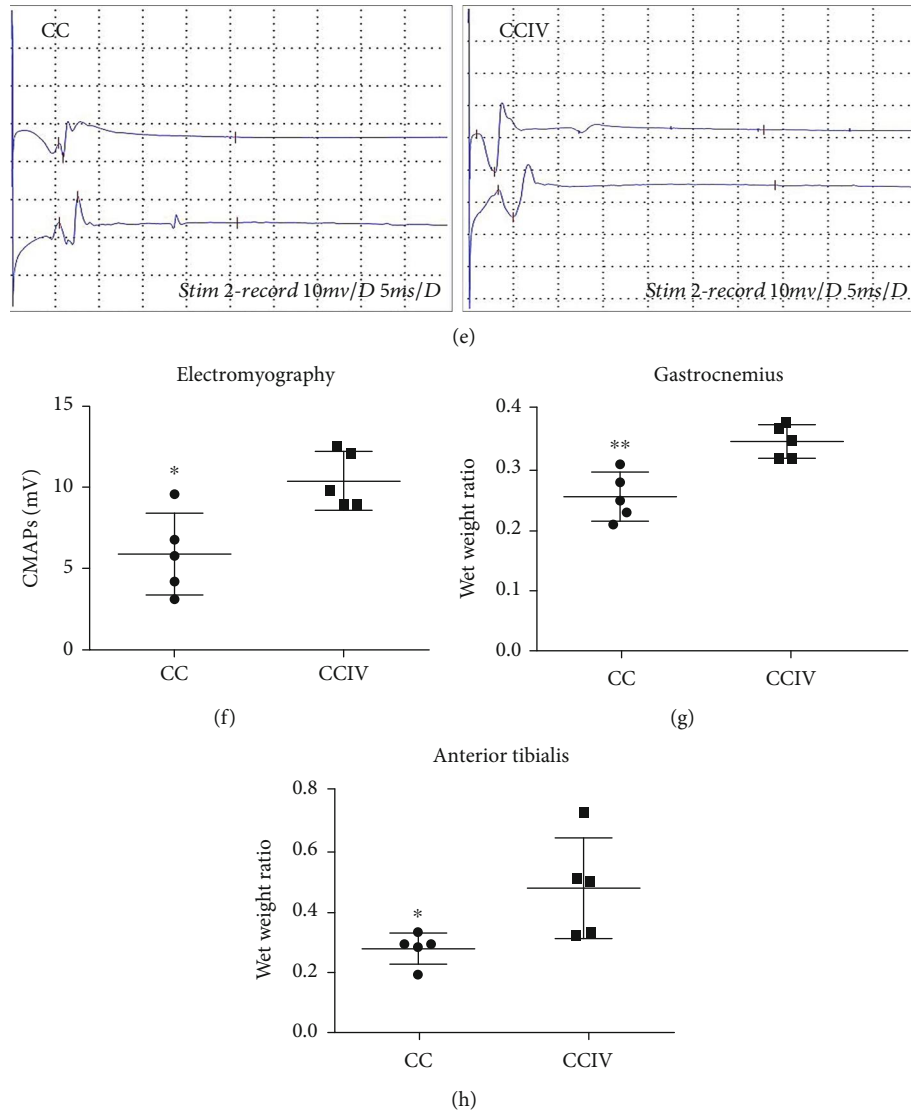 CC
CCIV
Stim 2-record 10mv/D 5ms/D
Stim 2-record 10mv/D 5ms/D
(e)
Electromyography
15
10
5
0
CMAPs (mV)
*
CC
CCIV
(f)
Gastrocnemius
0.4
0.3
0.2
0.1
0.0
Wet weight ratio
**
CC
CCIV
(g)
Anterior tibialis
0.8
0.6
0.4
0.2
0.0
Wet weight ratio
*
CC
CCIV
(h)